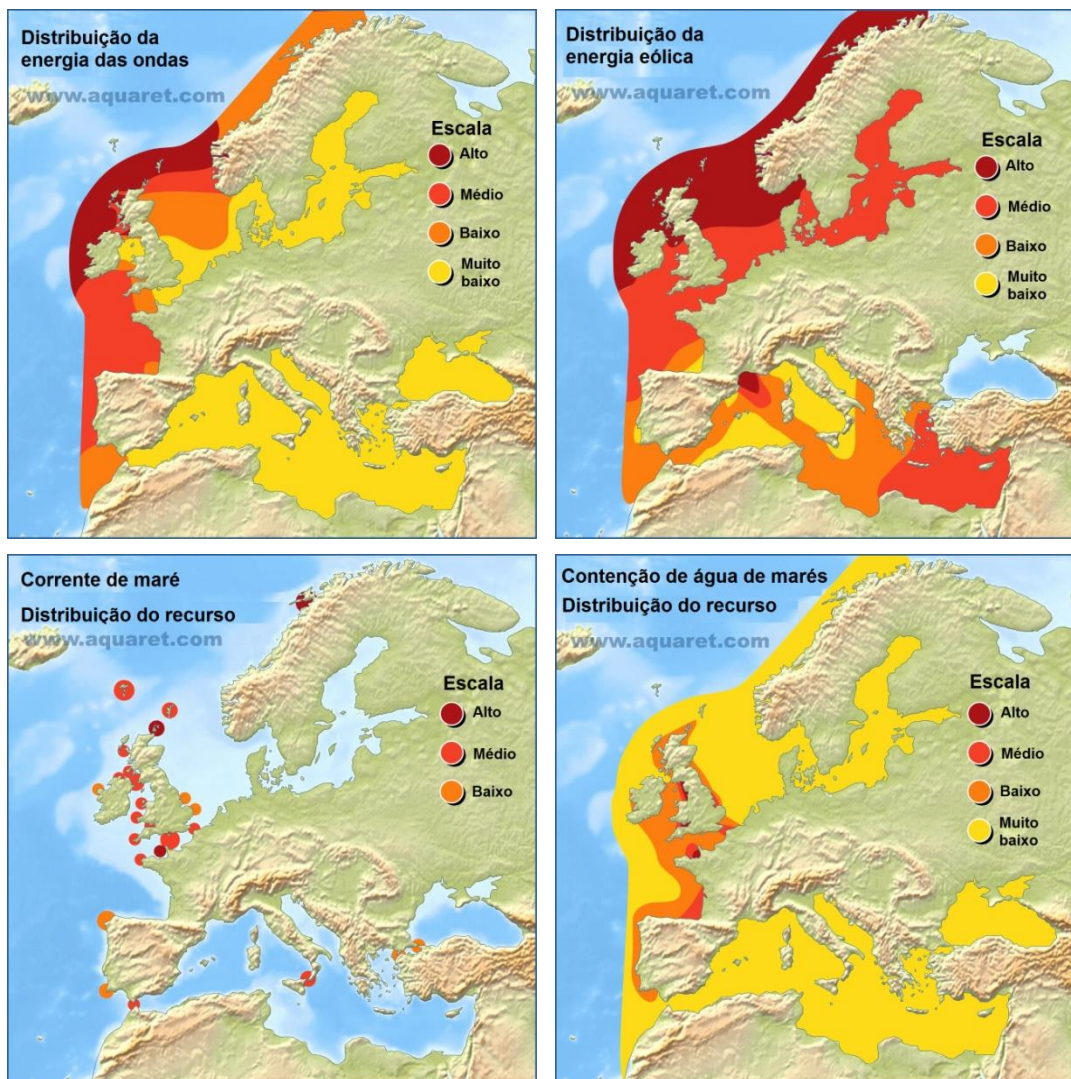 Distribuição da
energia das ondas
www.aquaret.com
Escala
Alto
Médio
Baixo
Muito
baixo
Distribuição da
energia eólica
www.aquaret.com
Escala
Alto
Médio
Baixo
Muito
baixo
Corrente de maré
Distribuição do recurso
www.aquaret.com
Escala
Alto
Médio
Baixo
Contenção de água de marés
Distribuição do recurso
www.aquaret.com
Escala
Alto
Médio
Baixo
Muito
baixo